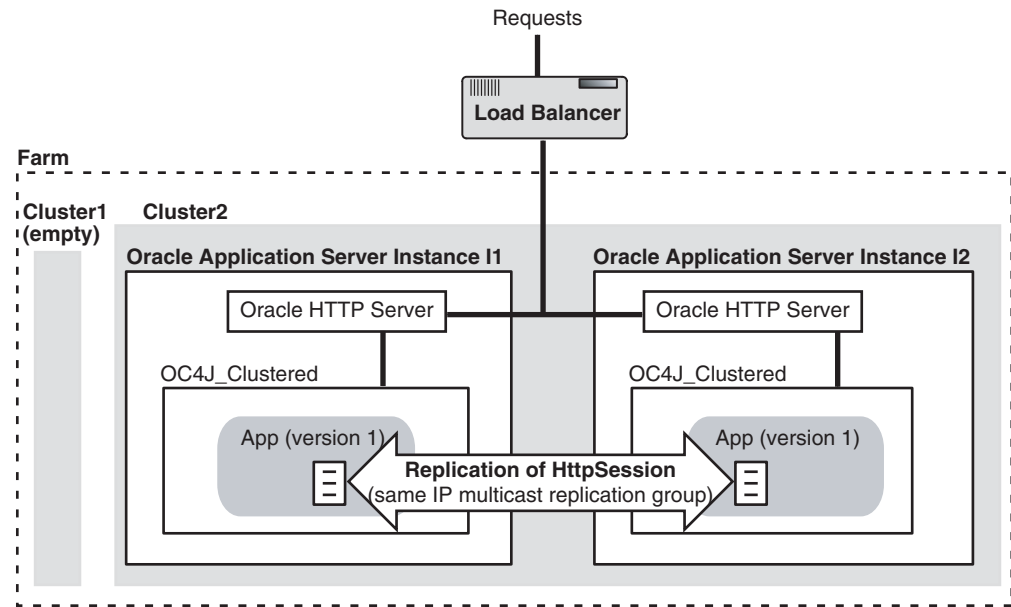 Requests
Load Balancer
Farm
Cluster1
(empty)
Cluster2
Oracle Application Server Instance I1
Oracle HTTP Server
OC4J_Clustered
App (version 1)
Oracle Application Server Instance I2
Oracle HTTP Server
OC4J_Clustered
App (version 1)
Replication of HttpSession
(same IP multicast replication group)